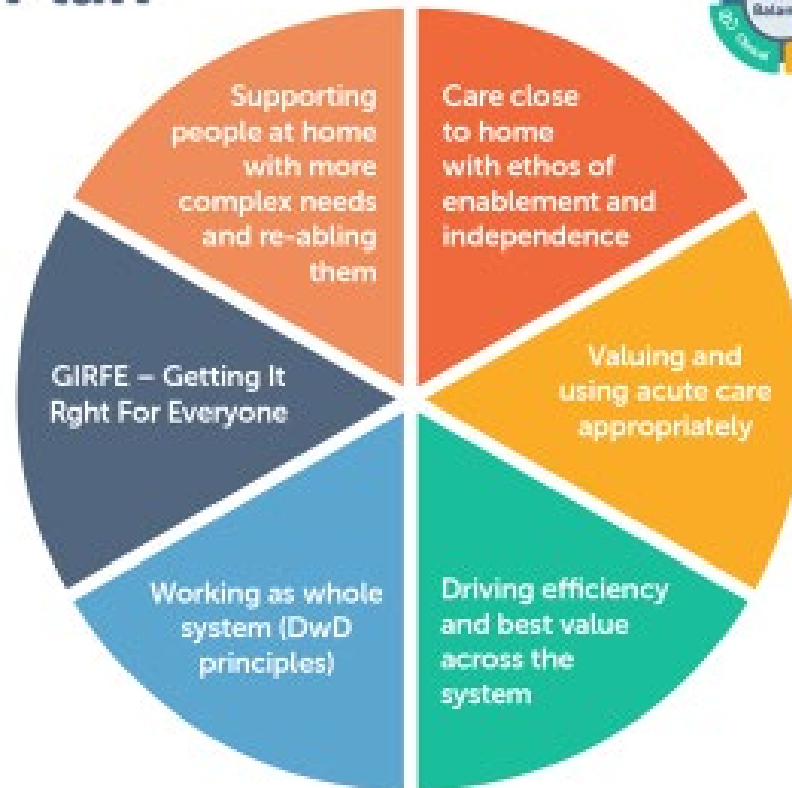 Supporting
people at home
with more
complex needs
and re-abling
them
Care close
to home
with ethos of
enablement and
independence
Valuing and
using acute care
appropriately
Driving efficiency
and best value
across the
system
Working as whole
system (DwD
principles)
GIRFE – Getting It
Rght For Everyone
Clinical